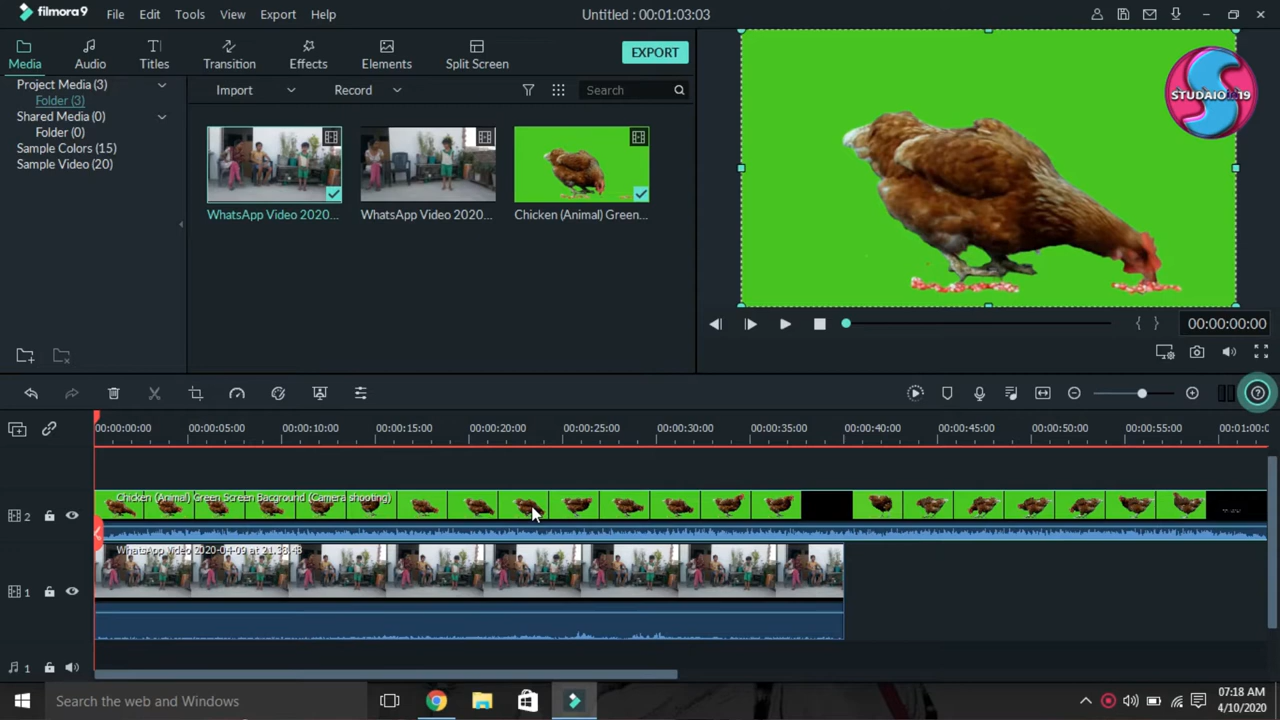 filmora9
File Edit Tools View Export Help
Untitled : 00:01:03:03
Media Audio Titles Transition Effects Elements Split Screen
EXPORT
Project Media (3)
Folder (3)
Shared Media (0)
Folder (0)
Sample Colors (15)
Sample Video (20)
Import Record Search
WhatsApp Video 2020... WhatsApp Video 2020... Chicken (Animal) Green...
STUDAIO 19
00:00:00:00
00:00:00:00 00:00:05:00 00:00:10:00 00:00:15:00 00:00:20:00 00:00:25:00 00:00:30:00 00:00:35:00 00:00:40:00 00:00:45:00 00:00:50:00 00:00:55:00 00:01:00:0
Chicken (Animal) Green Screen Bacground (Camera shooting)
2
WhatsApp Video 2020-04-09 at 21.33.48
1
1
Search the web and Windows
07:18 AM
4/10/2020